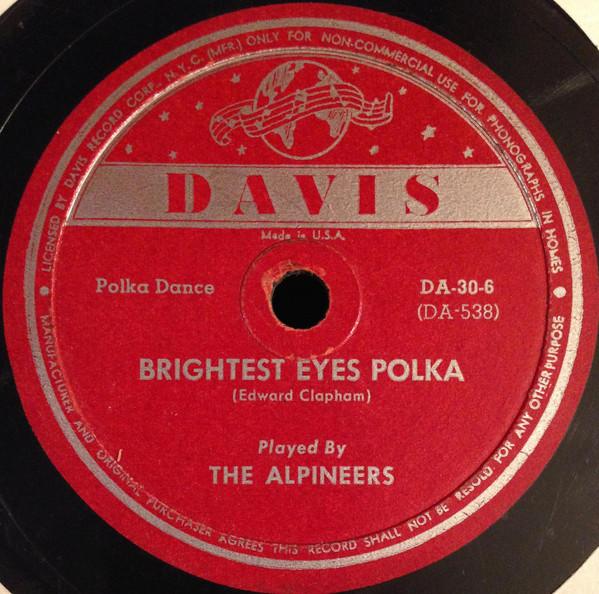 LICENSED BY DAVIS RECORD CORP. - N.Y.C. (MFR.) ONLY FOR NON-COMMERCIAL USE FOR PHONOGRAPHS IN HOMES
DAVIS
Made in U.S.A.
Polka Dance
DA-30-6
(DA-538)
BRIGHTEST EYES POLKA
(Edward Clapham)
Played By
THE ALPINEERS
MANUFACTURER AND ORIGINAL PURCHASER AGREES THIS RECORD SHALL NOT BE RESOLD FOR ANY OTHER PURPOSE